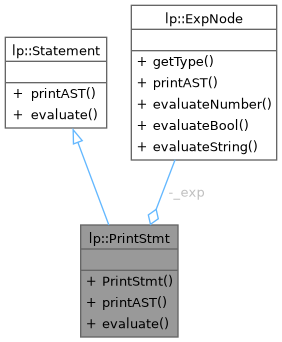 lp::Statement
+ printAST()
+ evaluate()
lp::ExpNode
+ getType()
+ printAST()
+ evaluateNumber()
+ evaluateBool()
+ evaluateString()
-_exp
lp::PrintStmt
+ PrintStmt()
+ printAST()
+ evaluate()